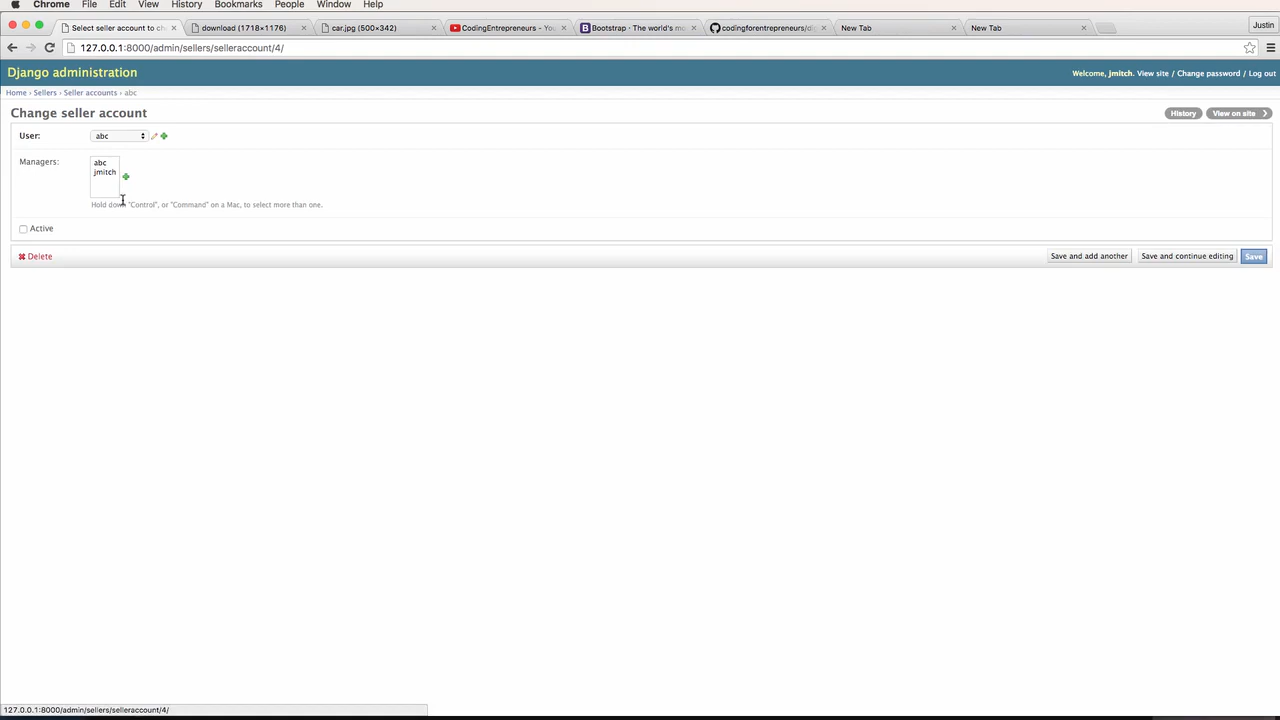 Chrome File Edit View History Bookmarks People Window Help
Select seller account to ch × download (1718×1176) × car.jpg (500×342) × CodingEntrepreneurs - Yo × Bootstrap · The world's mo × codingforentrepreneurs/di × New Tab × New Tab × Justin
127.0.0.1:8000/admin/sellers/selleraccount/4/
Django administration
Welcome, jmitch. View site / Change password / Log out
Home › Sellers › Seller accounts › abc
Change seller account
History View on site
User: abc
Managers: abc
jmitch
Hold down "Control", or "Command" on a Mac, to select more than one.
Active
Delete Save and add another Save and continue editing Save
127.0.0.1:8000/admin/sellers/selleraccount/4/